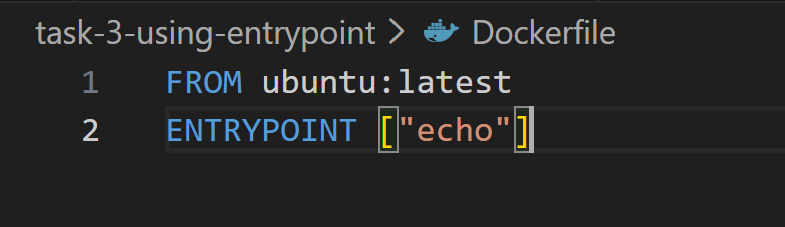 task-3-using-entrypoint > Dockerfile
1 FROM ubuntu:latest
2 ENTRYPOINT ["echo"]